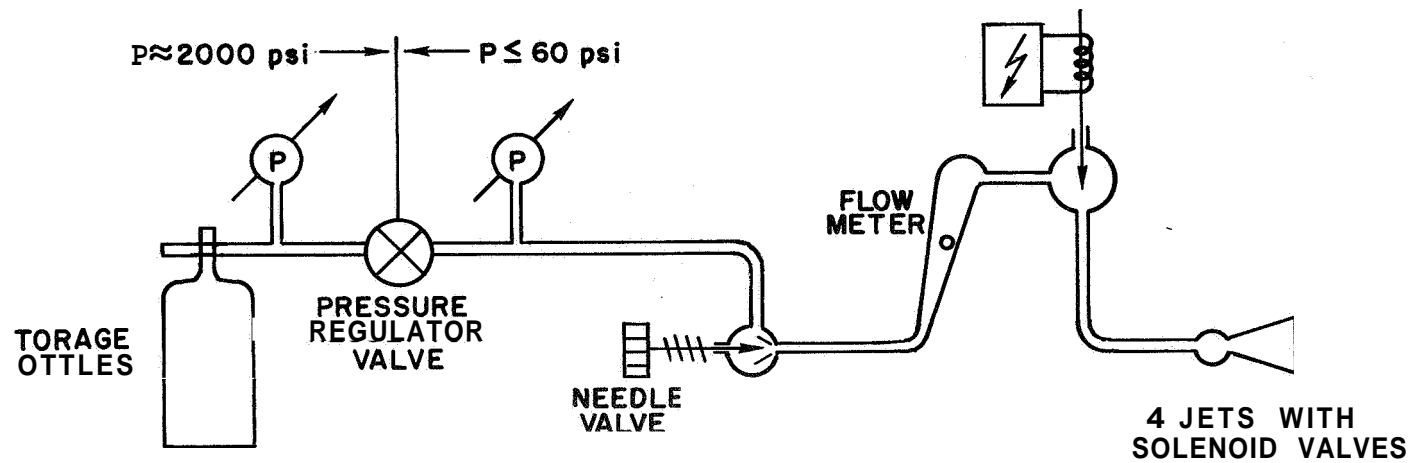 P≈2000 psi
P ≤ 60 psi
P
P
FLOW
METER
PRESSURE
REGULATOR
VALVE
TORAGE
OTTLES
NEEDLE
VALVE
4 JETS WITH
SOLENOID VALVES